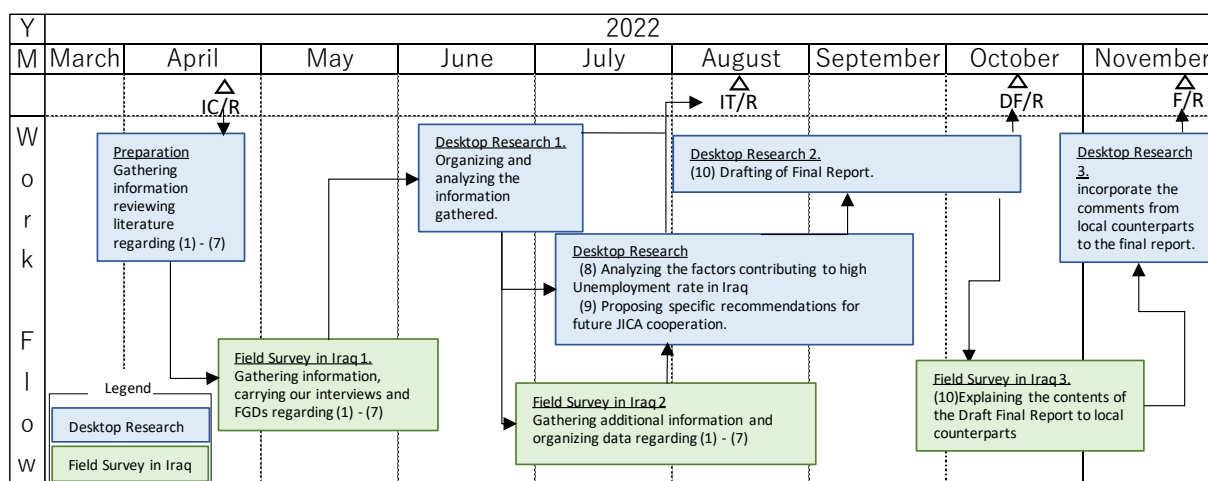 Y
2022
M
March
April
May
June
July
August
September
October
November
IC/R
IT/R
DF/R
F/R
W
o
r
k
F
l
o
w
Preparation
Gathering
information
reviewing
literature
regarding (1) - (7)
Desktop Research 1.
Organizing and
analyzing the
information
gathered.
Desktop Research 2.
(10) Drafting of Final Report.
Desktop Research
3.
incorporate the
comments from
local counterparts
to the final report.
Desktop Research
(8) Analyzing the factors contributing to high
Unemployment rate in Iraq
(9) Proposing specific recommendations for
future JICA cooperation.
Field Survey in Iraq 1.
Gathering information,
carrying our interviews and
FGDs regarding (1) - (7)
Field Survey in Iraq 2
Gathering additional information and
organizing data regarding (1) - (7)
Field Survey in Iraq 3.
(10)Explaining the contents of
the Draft Final Report to local
counterparts
Legend
Desktop Research
Field Survey in Iraq